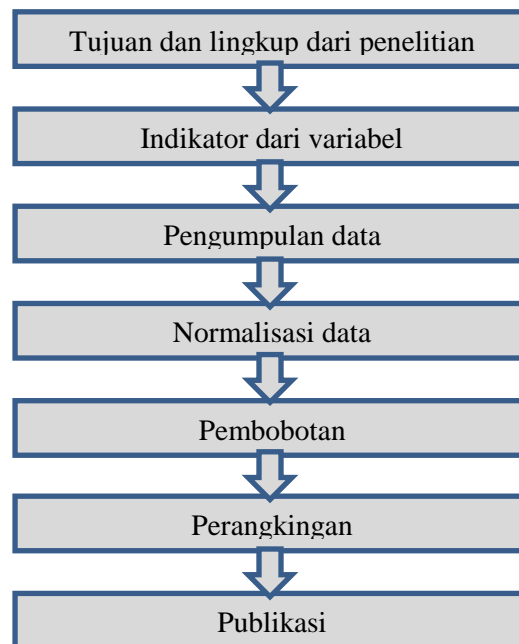 Tujuan dan lingkup dari penelitian
Indikator dari variabel
Pengumpulan data
Normalisasi data
Pembobotan
Perangkingan
Publikasi